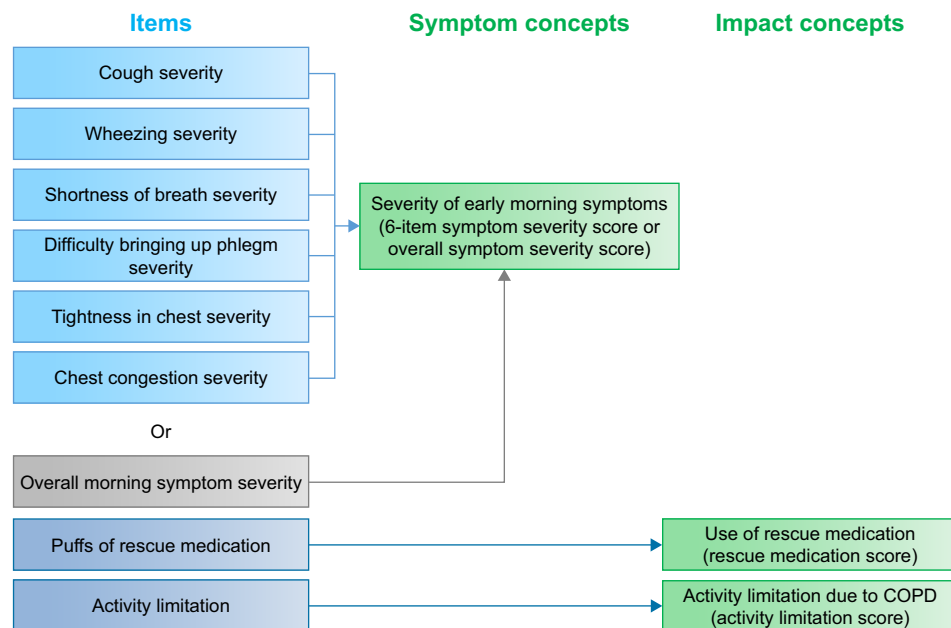 Items
Symptom concepts
Impact concepts
Cough severity
Wheezing severity
Shortness of breath severity
Difficulty bringing up phlegm
severity
Tightness in chest severity
Chest congestion severity
Severity of early morning symptoms
(6-item symptom severity score or
overall symptom severity score)
Or
Overall morning symptom severity
Puffs of rescue medication
Use of rescue medication
(rescue medication score)
Activity limitation
Activity limitation due to COPD
(activity limitation score)